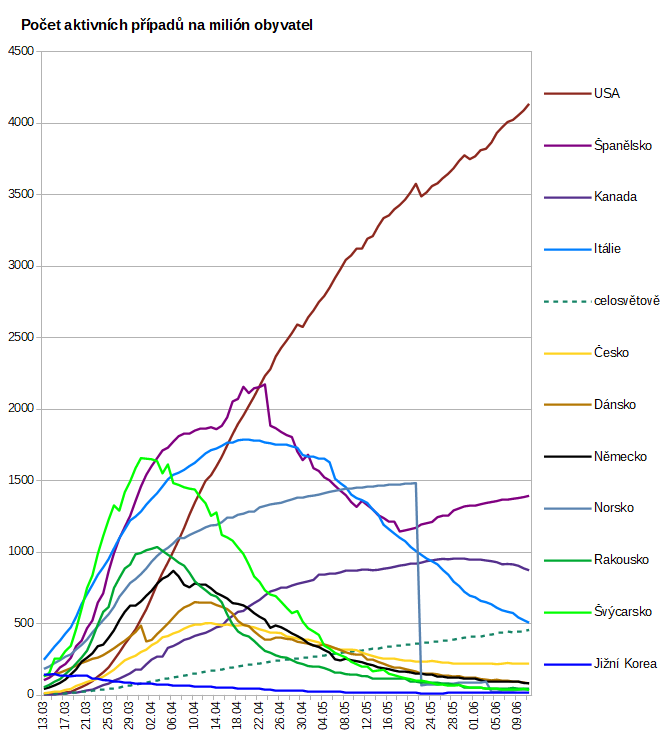 Počet aktivních případů na milión obyvatel
4500
4000
3500
3000
2500
2000
1500
1000
500
0
USA
Španělsko
Kanada
Itálie
celosvětově
Česko
Dánsko
Německo
Norsko
Rakousko
Švýcarsko
Jižní Korea
13.03
17.03
21.03
25.03
29.03
02.04
06.04
10.04
14.04
18.04
22.04
26.04
30.04
04.05
08.05
12.05
16.05
20.05
24.05
28.05
01.06
05.06
09.06